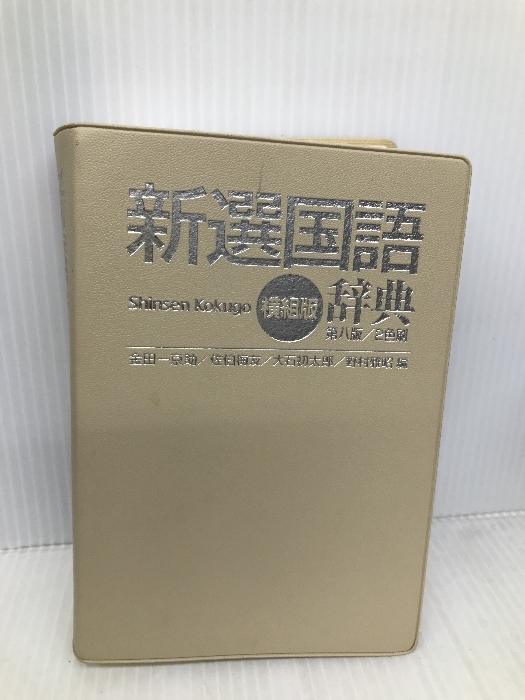 新選国語
Shinsen Kokugo 横組版 辞典
第八版／2色刷
金田一京助／佐伯梅友／大石初太郎／野村雅昭 編